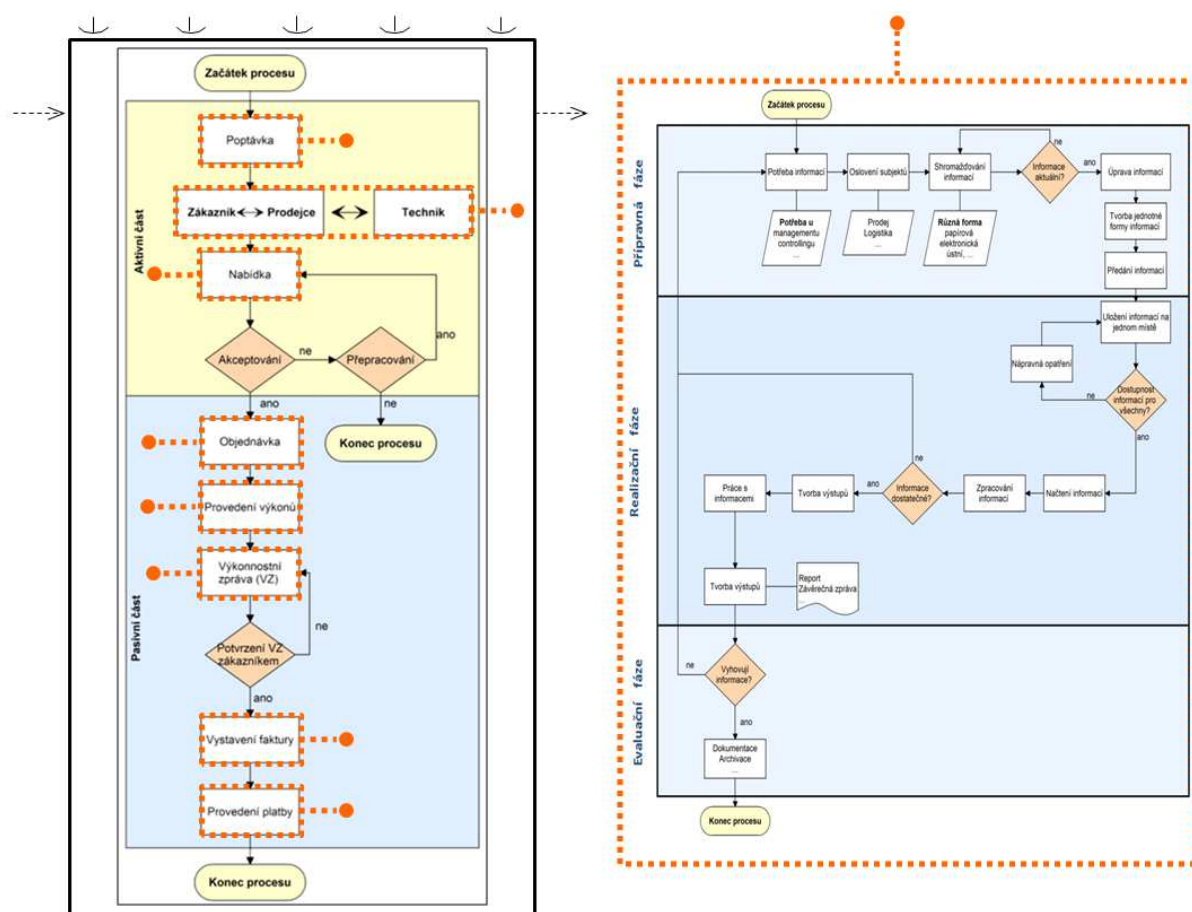 Začátek procesu
Aktivní část
Poptávka
Zákazník
Prodejce
Technik
Nabídka
ano
Akceptování
ne
Přepracování
ano
ne
Konec procesu
Pasivní část
Objednávka
Provedení výkonů
Výkonnostní
zpráva (VZ)
ne
Potvrzení VZ
zákazníkem
ano
Vystavení faktury
Provedení platby
Konec procesu
Začátek procesu
Přípravná fáze
Potřeba informací
Oslovení subjektů
Shromažďování
informací
ne
Informace
aktuální?
ano
Úprava informací
Potřeba u
managementu
controllingu
...
Prodej
Logistika
...
Různá forma
papírová
elektronická
ústní, ...
Tvorba jednotné
formy informací
Předání informací
Realizační fáze
Uložení informací na
jednom místě
Nápravná opatření
ne
Dostupnost
informací pro
všechny?
ano
ne
Práce s
informacemi
Tvorba výstupů
ano
Informace
dostatečné?
Zpracování
informací
Načtení informací
Tvorba výstupů
Report
Závěrečná zpráva
...
Evaluační fáze
ne
Vyhovují
informace?
ano
Dokumentace
Archivace
...
Konec procesu